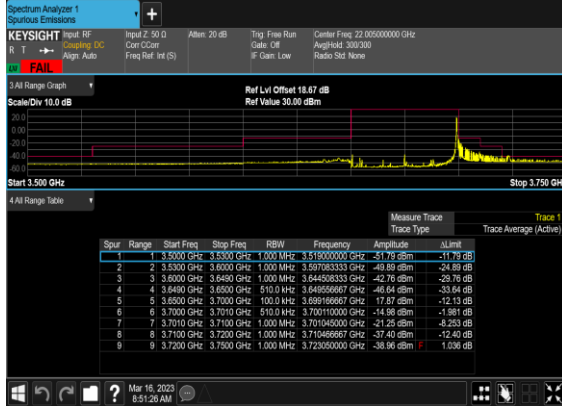 Spectrum Analyzer 1
Spurious Emissions
+
KEYSIGHT Input: RF Input Z: 50 Ω Atten: 20 dB Trig: Free Run Center Freq: 22.005000000 GHz
R T Coupling: DC Corr CCorr Gate: Off Avg|Hold: 300/300
Align: Auto Freq Ref: Int (S) IF Gain: Low Radio Std: None
LXI FAIL
3 All Range Graph
Ref Lvl Offset 18.67 dB
Scale/Div 10.0 dB Ref Value 30.00 dBm
20.0
0.00
-20.0
-40.0
-60.0
Start 3.500 GHz Stop 3.750 GH
4 All Range Table
Measure Trace Trace 1
Trace Type Trace Average (Active)
Spur Range Start Freq Stop Freq RBW Frequency Amplitude ΔLimit
1 1 3.5000 GHz 3.5300 GHz 1.000 MHz 3.519000000 GHz -51.79 dBm -11.79 dB
2 2 3.5300 GHz 3.6000 GHz 1.000 MHz 3.597083333 GHz -49.89 dBm -24.89 dB
3 3 3.6000 GHz 3.6490 GHz 1.000 MHz 3.644508333 GHz -42.76 dBm -29.76 dB
4 4 3.6490 GHz 3.6500 GHz 510.0 kHz 3.649556667 GHz -46.64 dBm -33.64 dB
5 5 3.6500 GHz 3.7000 GHz 100.0 kHz 3.699166667 GHz 17.87 dBm -12.13 dB
6 6 3.7000 GHz 3.7010 GHz 510.0 kHz 3.700110000 GHz -14.98 dBm -1.981 dB
7 7 3.7010 GHz 3.7100 GHz 1.000 MHz 3.701045000 GHz -21.25 dBm -8.253 dB
8 8 3.7100 GHz 3.7200 GHz 1.000 MHz 3.710466667 GHz -37.40 dBm -12.40 dB
9 9 3.7200 GHz 3.7500 GHz 1.000 MHz 3.723050000 GHz -38.96 dBm F 1.036 dB
? Mar 16, 2023
8:51:26 AM